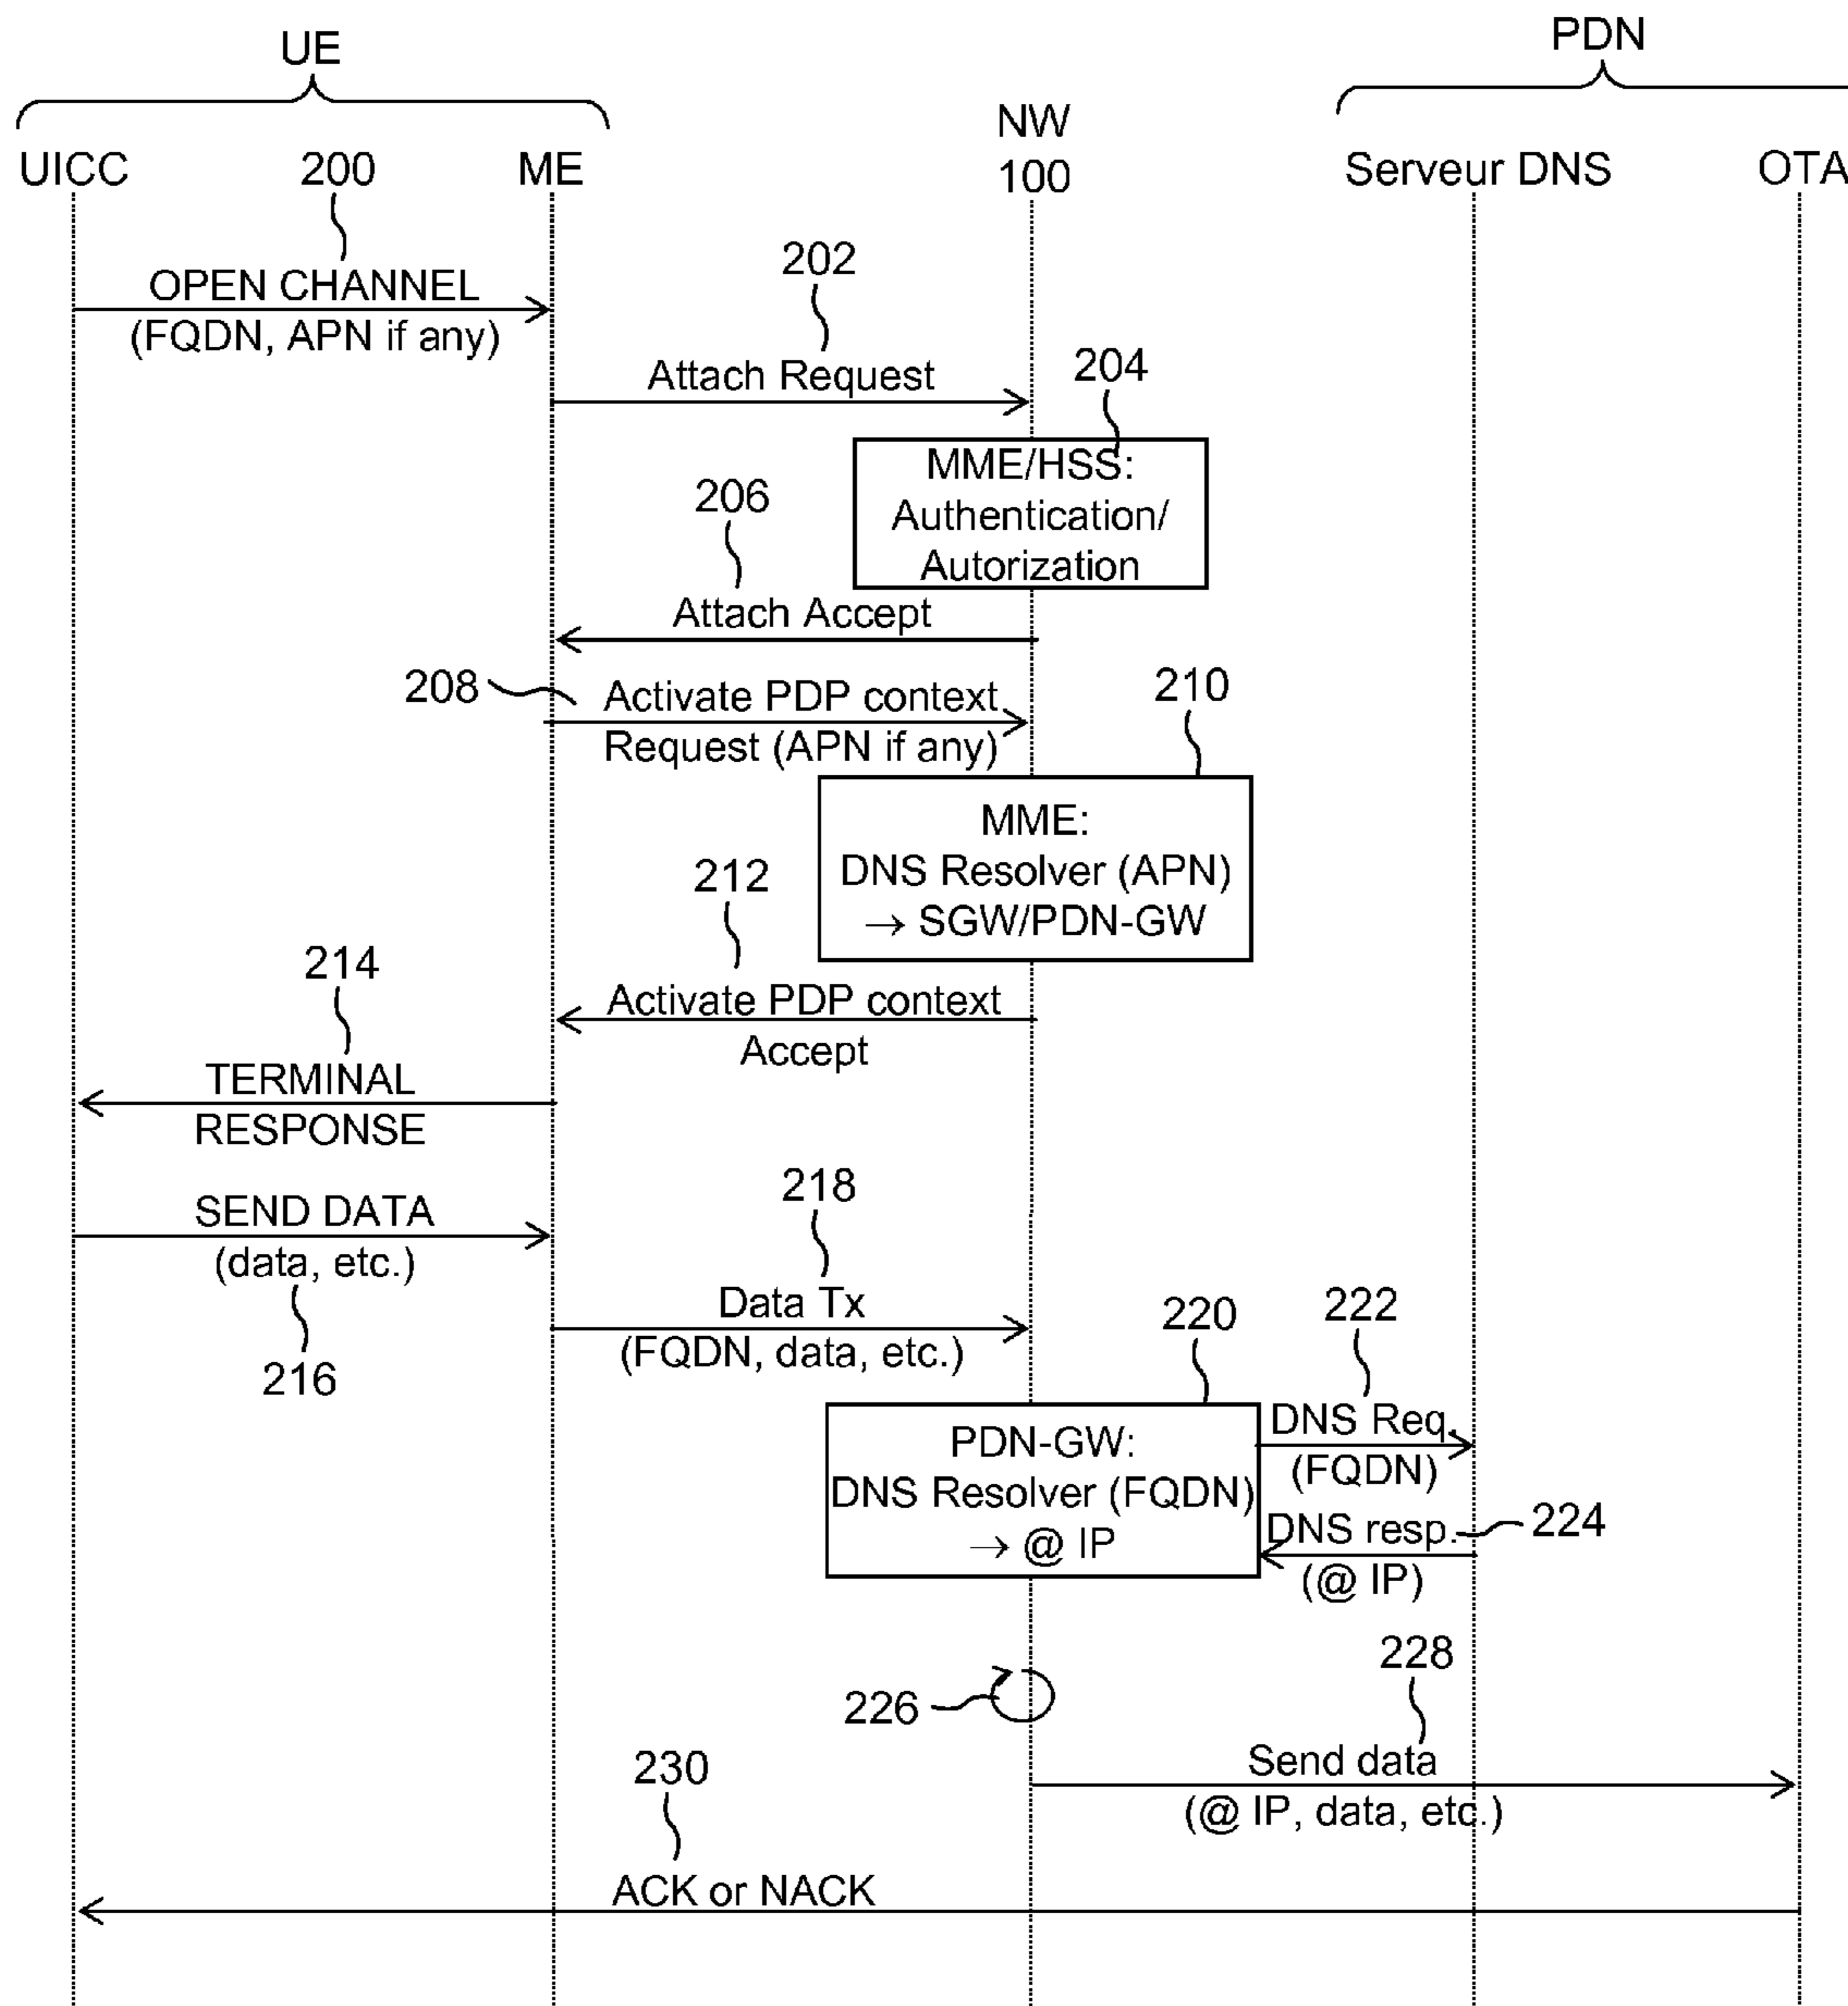 UE
PDN
NW
100
UICC
200
ME
Serveur DNS
OTA
OPEN CHANNEL
(FQDN, APN if any)
202
Attach Request
204
MME/HSS:
Authentication/
Autorization
206
Attach Accept
208
Activate PDP context
Request (APN if any)
210
MME:
DNS Resolver (APN)
→ SGW/PDN-GW
212
Activate PDP context
Accept
214
TERMINAL
RESPONSE
SEND DATA
(data, etc.)
216
218
Data Tx
(FQDN, data, etc.)
220
PDN-GW:
DNS Resolver (FQDN)
→ @ IP
222
DNS Req.
(FQDN)
DNS resp.
224
(@ IP)
226
228
Send data
(@ IP, data, etc.)
230
ACK or NACK